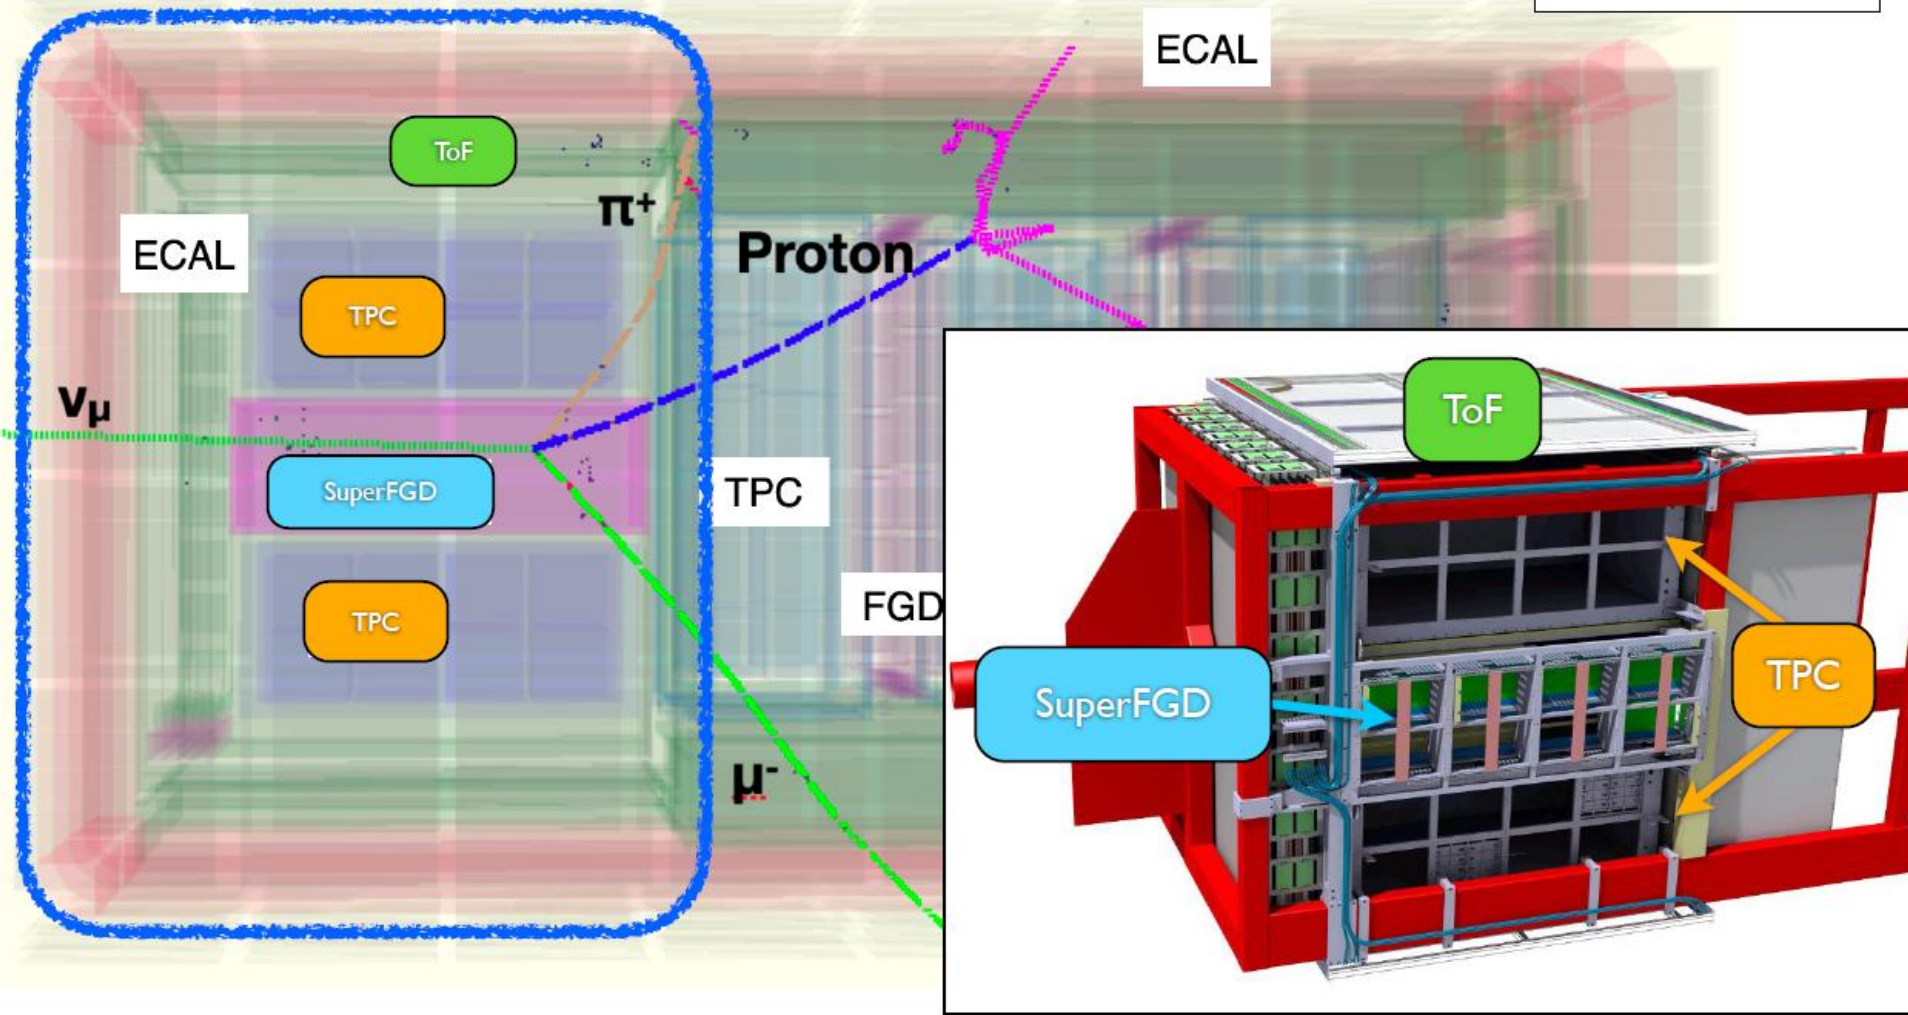 ECAL
ToF
π+
ECAL
Proton
TPC
νμ
SuperFGD
TPC
TPC
FGD
μ-
ToF
SuperFGD
TPC